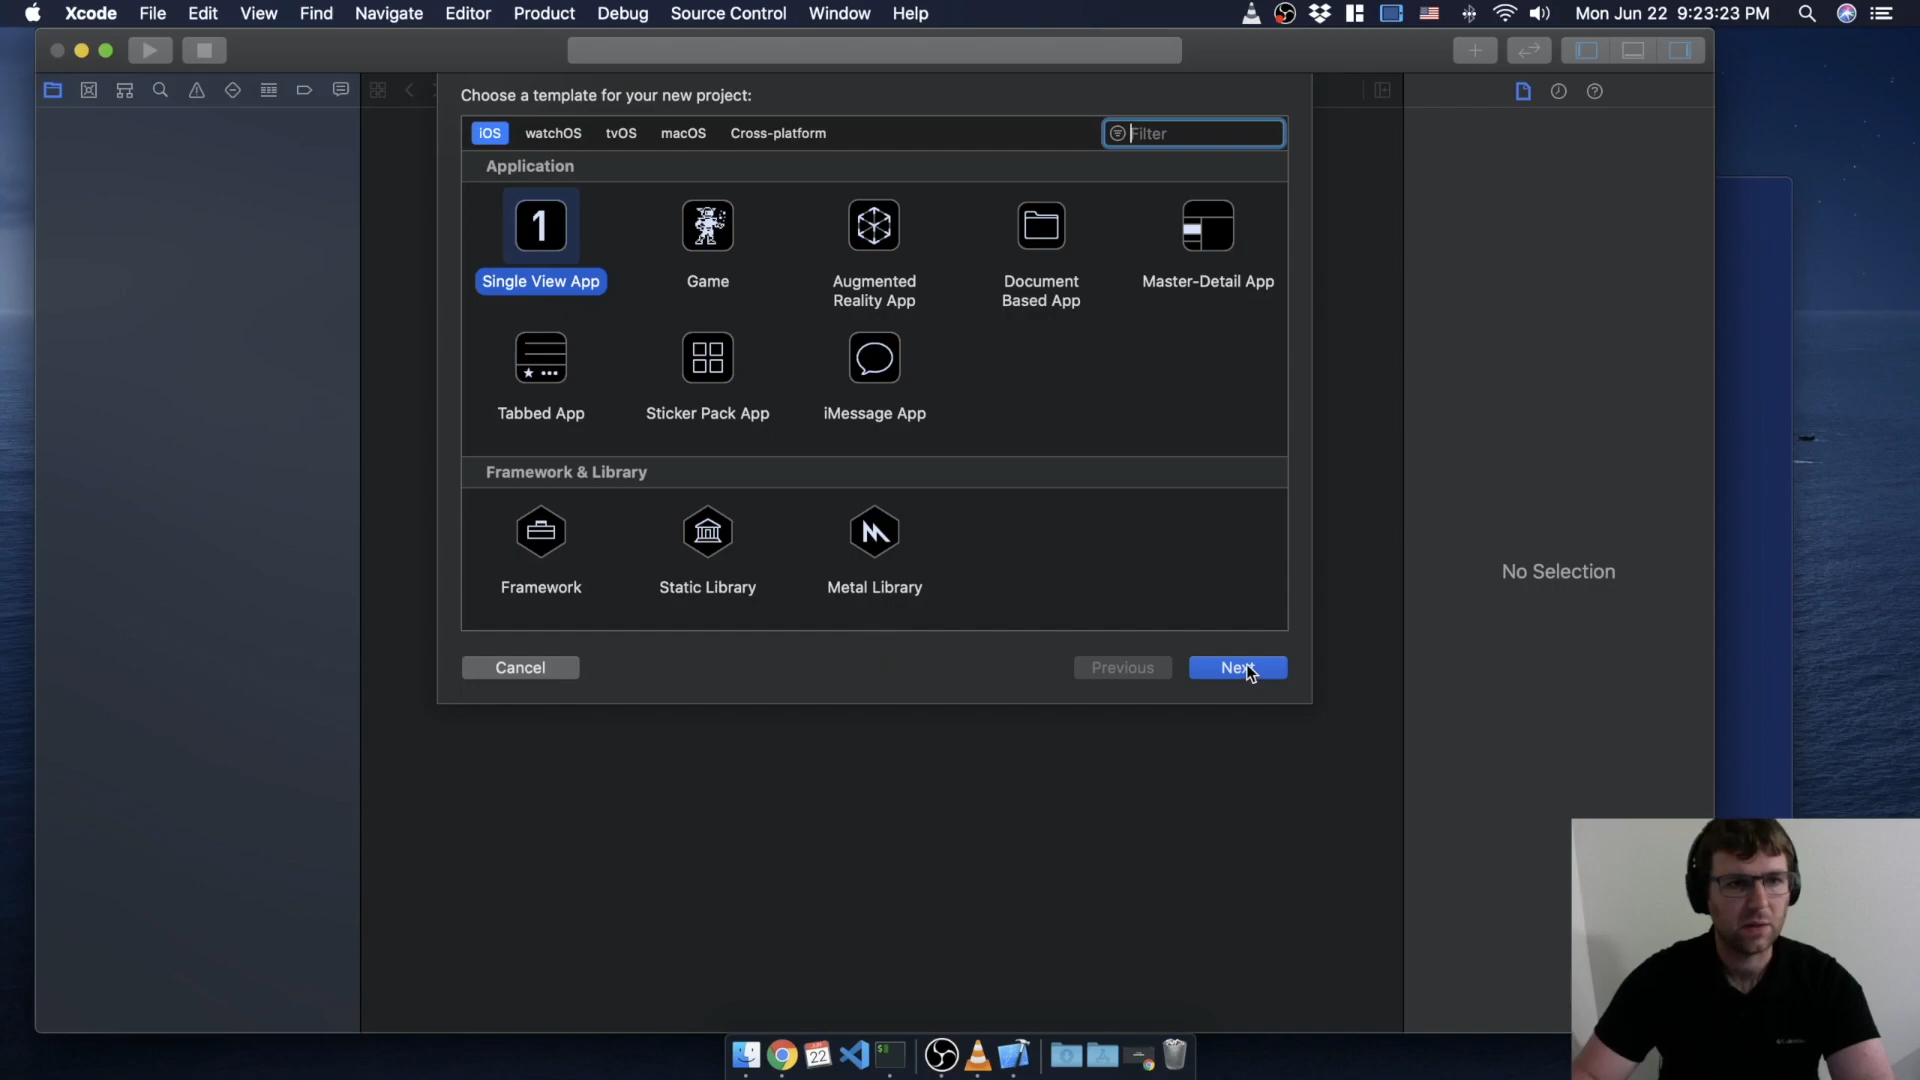 Xcode File Edit View Find Navigate Editor Product Debug Source Control Window Help Mon Jun 22 9:23:23 PM
Choose a template for your new project:
iOS watchOS tvOS macOS Cross-platform Filter
Application
1
Single View App
Game
Augmented
Reality App
Document
Based App
Master-Detail App
Tabbed App
Sticker Pack App
iMessage App
Framework & Library
Framework
Static Library
Metal Library
No Selection
Cancel
Previous
Next
22